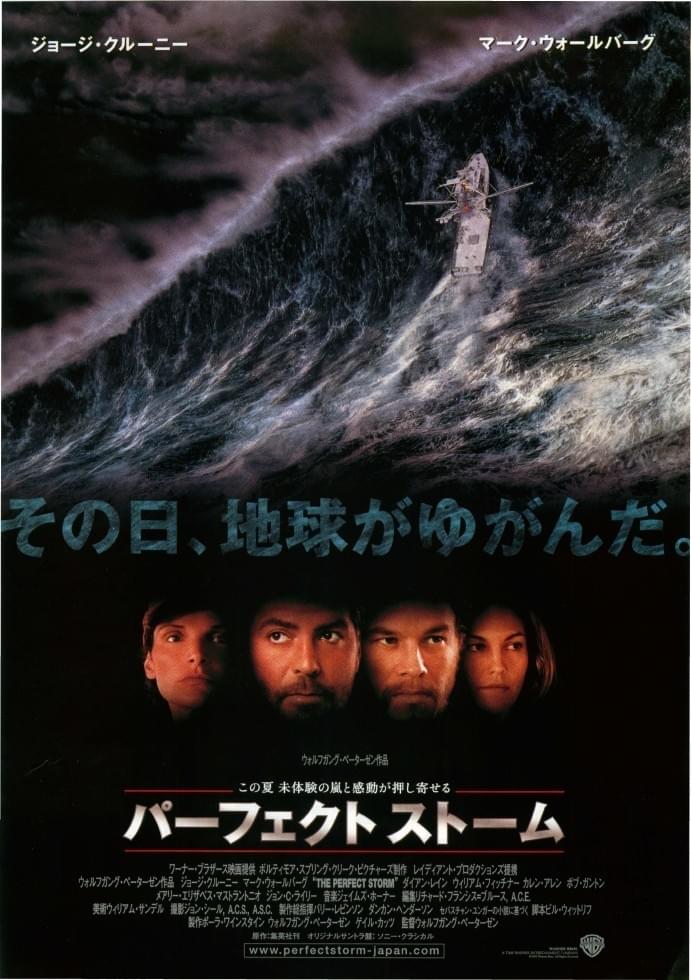 ジョージ・クルーニー
マーク・ウォールバーグ
その日、地球がゆがんだ。
ウォルフガング・ペーターゼン作品
この夏 未体験の嵐と感動が押し寄せる
パーフェクト ストーム
ワーナー・ブラザース映画提供 ボルティモア・スプリング・クリーク・ピクチャーズ製作 レイディアント・プロダクションズ提携
ウォルフガング・ペーターゼン作品 ジョージ・クルーニー マーク・ウォールバーグ "THE PERFECT STORM" ダイアン・レイン ウィリアム・フィッチナー カレン・アレン ボブ・ガントン
メアリー・エリザベス・マストラントニオ ジョン・C・ライリー 音楽ジェイムズ・ホーナー 編集リチャード・フランシス=ブルース、A.C.E.
美術ウィリアム・サンデル 撮影ジョン・シール、A.C.S., A.S.C. 製作総指揮バリー・レビンソン ダンカン・ヘンダーソン セバスチャン・ユンガーの小説に基づく 脚本ビル・ウィットリフ
製作ポーラ・ワインスタイン ウォルフガング・ペーターゼン ゲイル・カッツ 監督ウォルフガング・ペーターゼン
原作：集英社刊 オリジナルサントラ盤：ソニー・クラシカル
www.perfectstorm-japan.com
WARNER BROS.